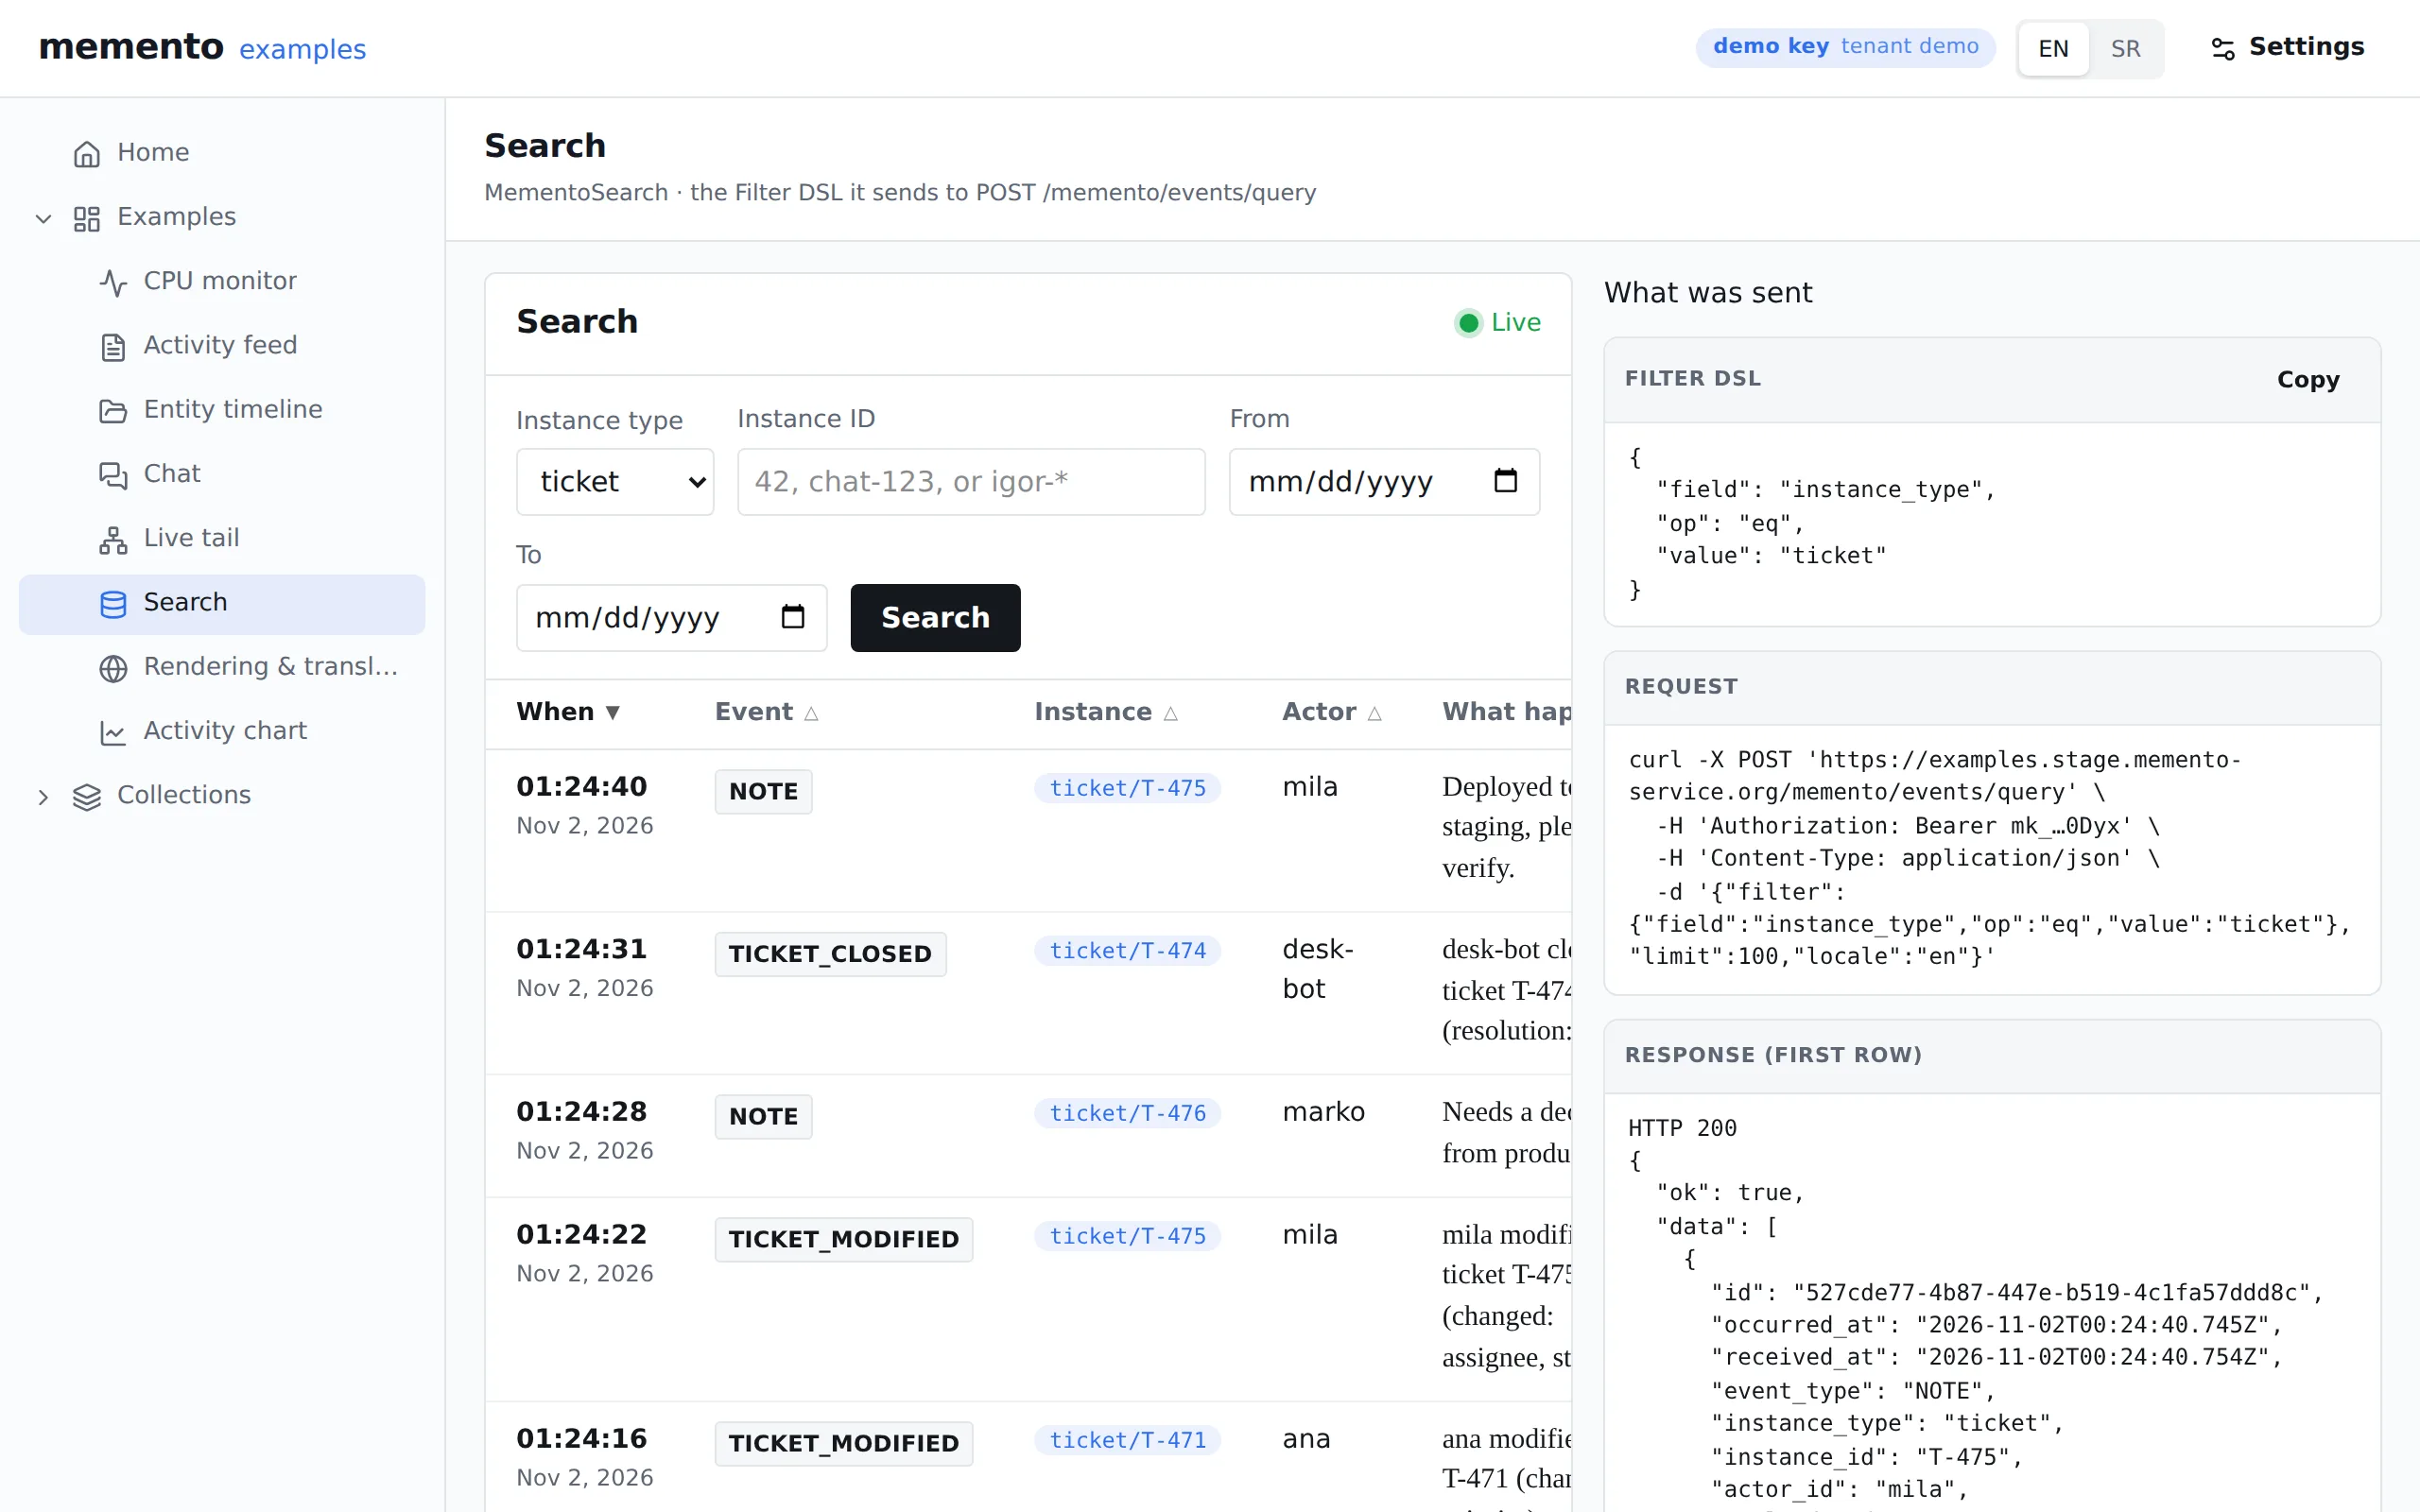 memento examples
demo key tenant demo
EN SR
Settings
Home
Examples
CPU monitor
Activity feed
Entity timeline
Chat
Live tail
Search
Rendering & transl...
Activity chart
Collections
Search
MementoSearch · the Filter DSL it sends to POST /memento/events/query
Search
Live
Instance type
ticket
Instance ID
42, chat-123, or igor-*
From
mm/dd/yyyy
To
mm/dd/yyyy
Search
When ▼ Event △ Instance △ Actor △ What hap
01:24:40
Nov 2, 2026
NOTE
ticket/T-475
mila
Deployed
staging,
verify.
01:24:31
Nov 2, 2026
TICKET_CLOSED
ticket/T-474
desk-
bot
desk-bot
ticket T-474
(resolution:
01:24:28
Nov 2, 2026
NOTE
ticket/T-476
marko
Needs a
from
01:24:22
Nov 2, 2026
TICKET_MODIFIED
ticket/T-475
mila
mila
ticket T-475
(changed:
assignee,
01:24:16
Nov 2, 2026
TICKET_MODIFIED
ticket/T-471
ana
ana
T-471
What was sent
FILTER DSL
Copy
{
"field": "instance_type",
"op": "eq",
"value": "ticket"
}
REQUEST
curl -X POST 'https://examples.stage.memento-
service.org/memento/events/query' \
-H 'Authorization: Bearer mk_…0Dyx' \
-H 'Content-Type: application/json' \
-d '{"filter":
{"field":"instance_type","op":"eq","value":"ticket"},
"limit":100,"locale":"en"}'
RESPONSE (FIRST ROW)
HTTP 200
{
"ok": true,
"data": [
{
"id": "527cde77-4b87-447e-b519-4c1fa57ddd8c",
"occurred_at": "2026-11-02T00:24:40.745Z",
"received_at": "2026-11-02T00:24:40.754Z",
"event_type": "NOTE",
"instance_type": "ticket",
"instance_id": "T-475",
"actor_id": "mila",